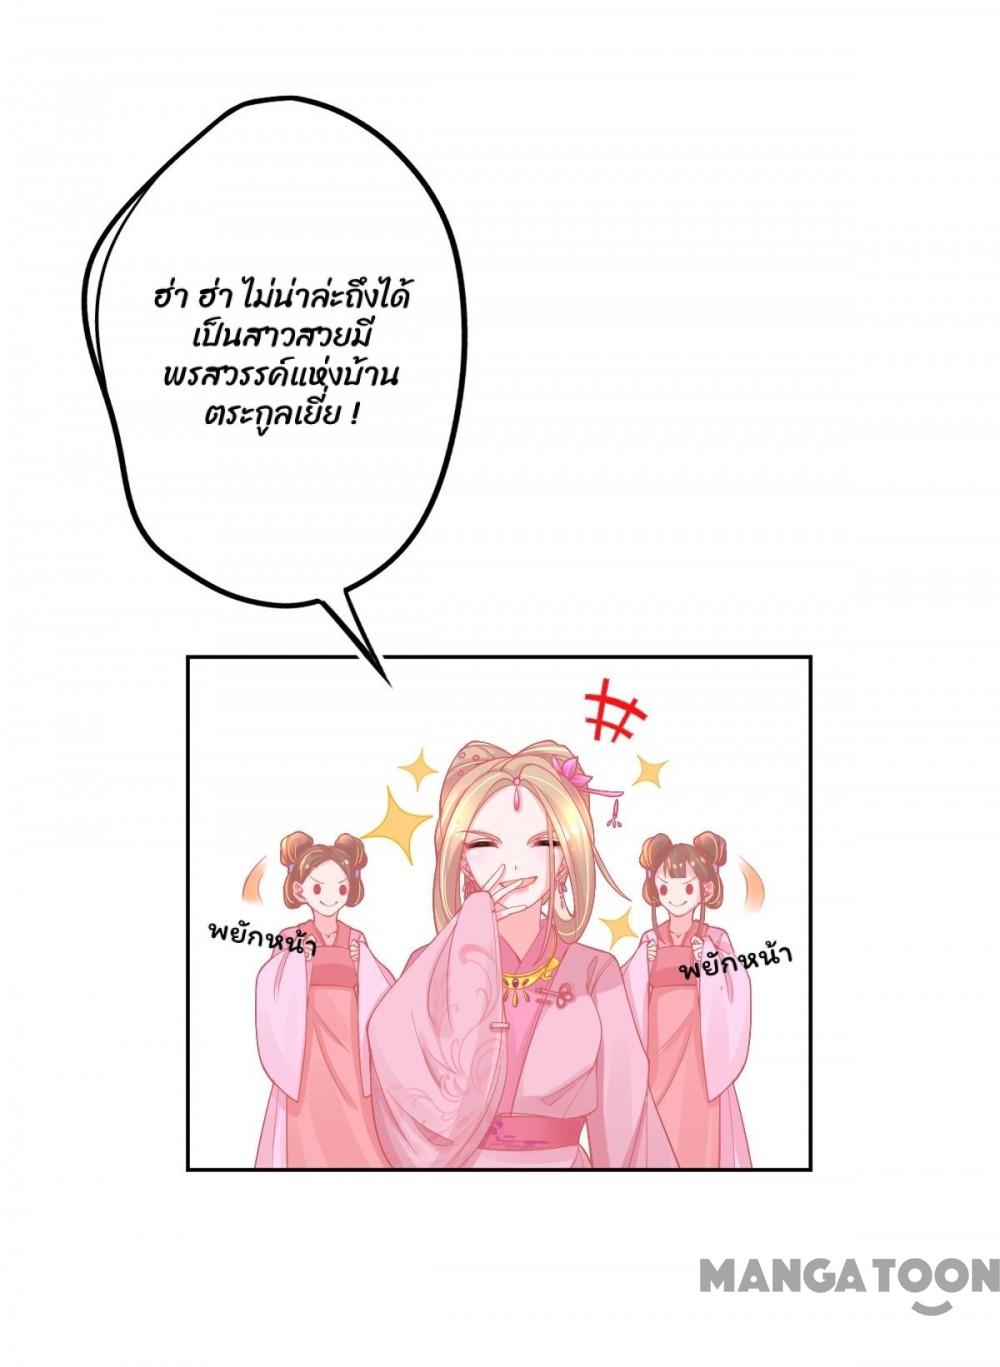 ฮ่า ฮ่า ไม่น่าล่ะถึงได้
เป็นสาวสวยมี
พรสวรรค์แห่งบ้าน
ตระกูลเยี่ย !
พยักหน้า
พยักหน้า
MANGATOON